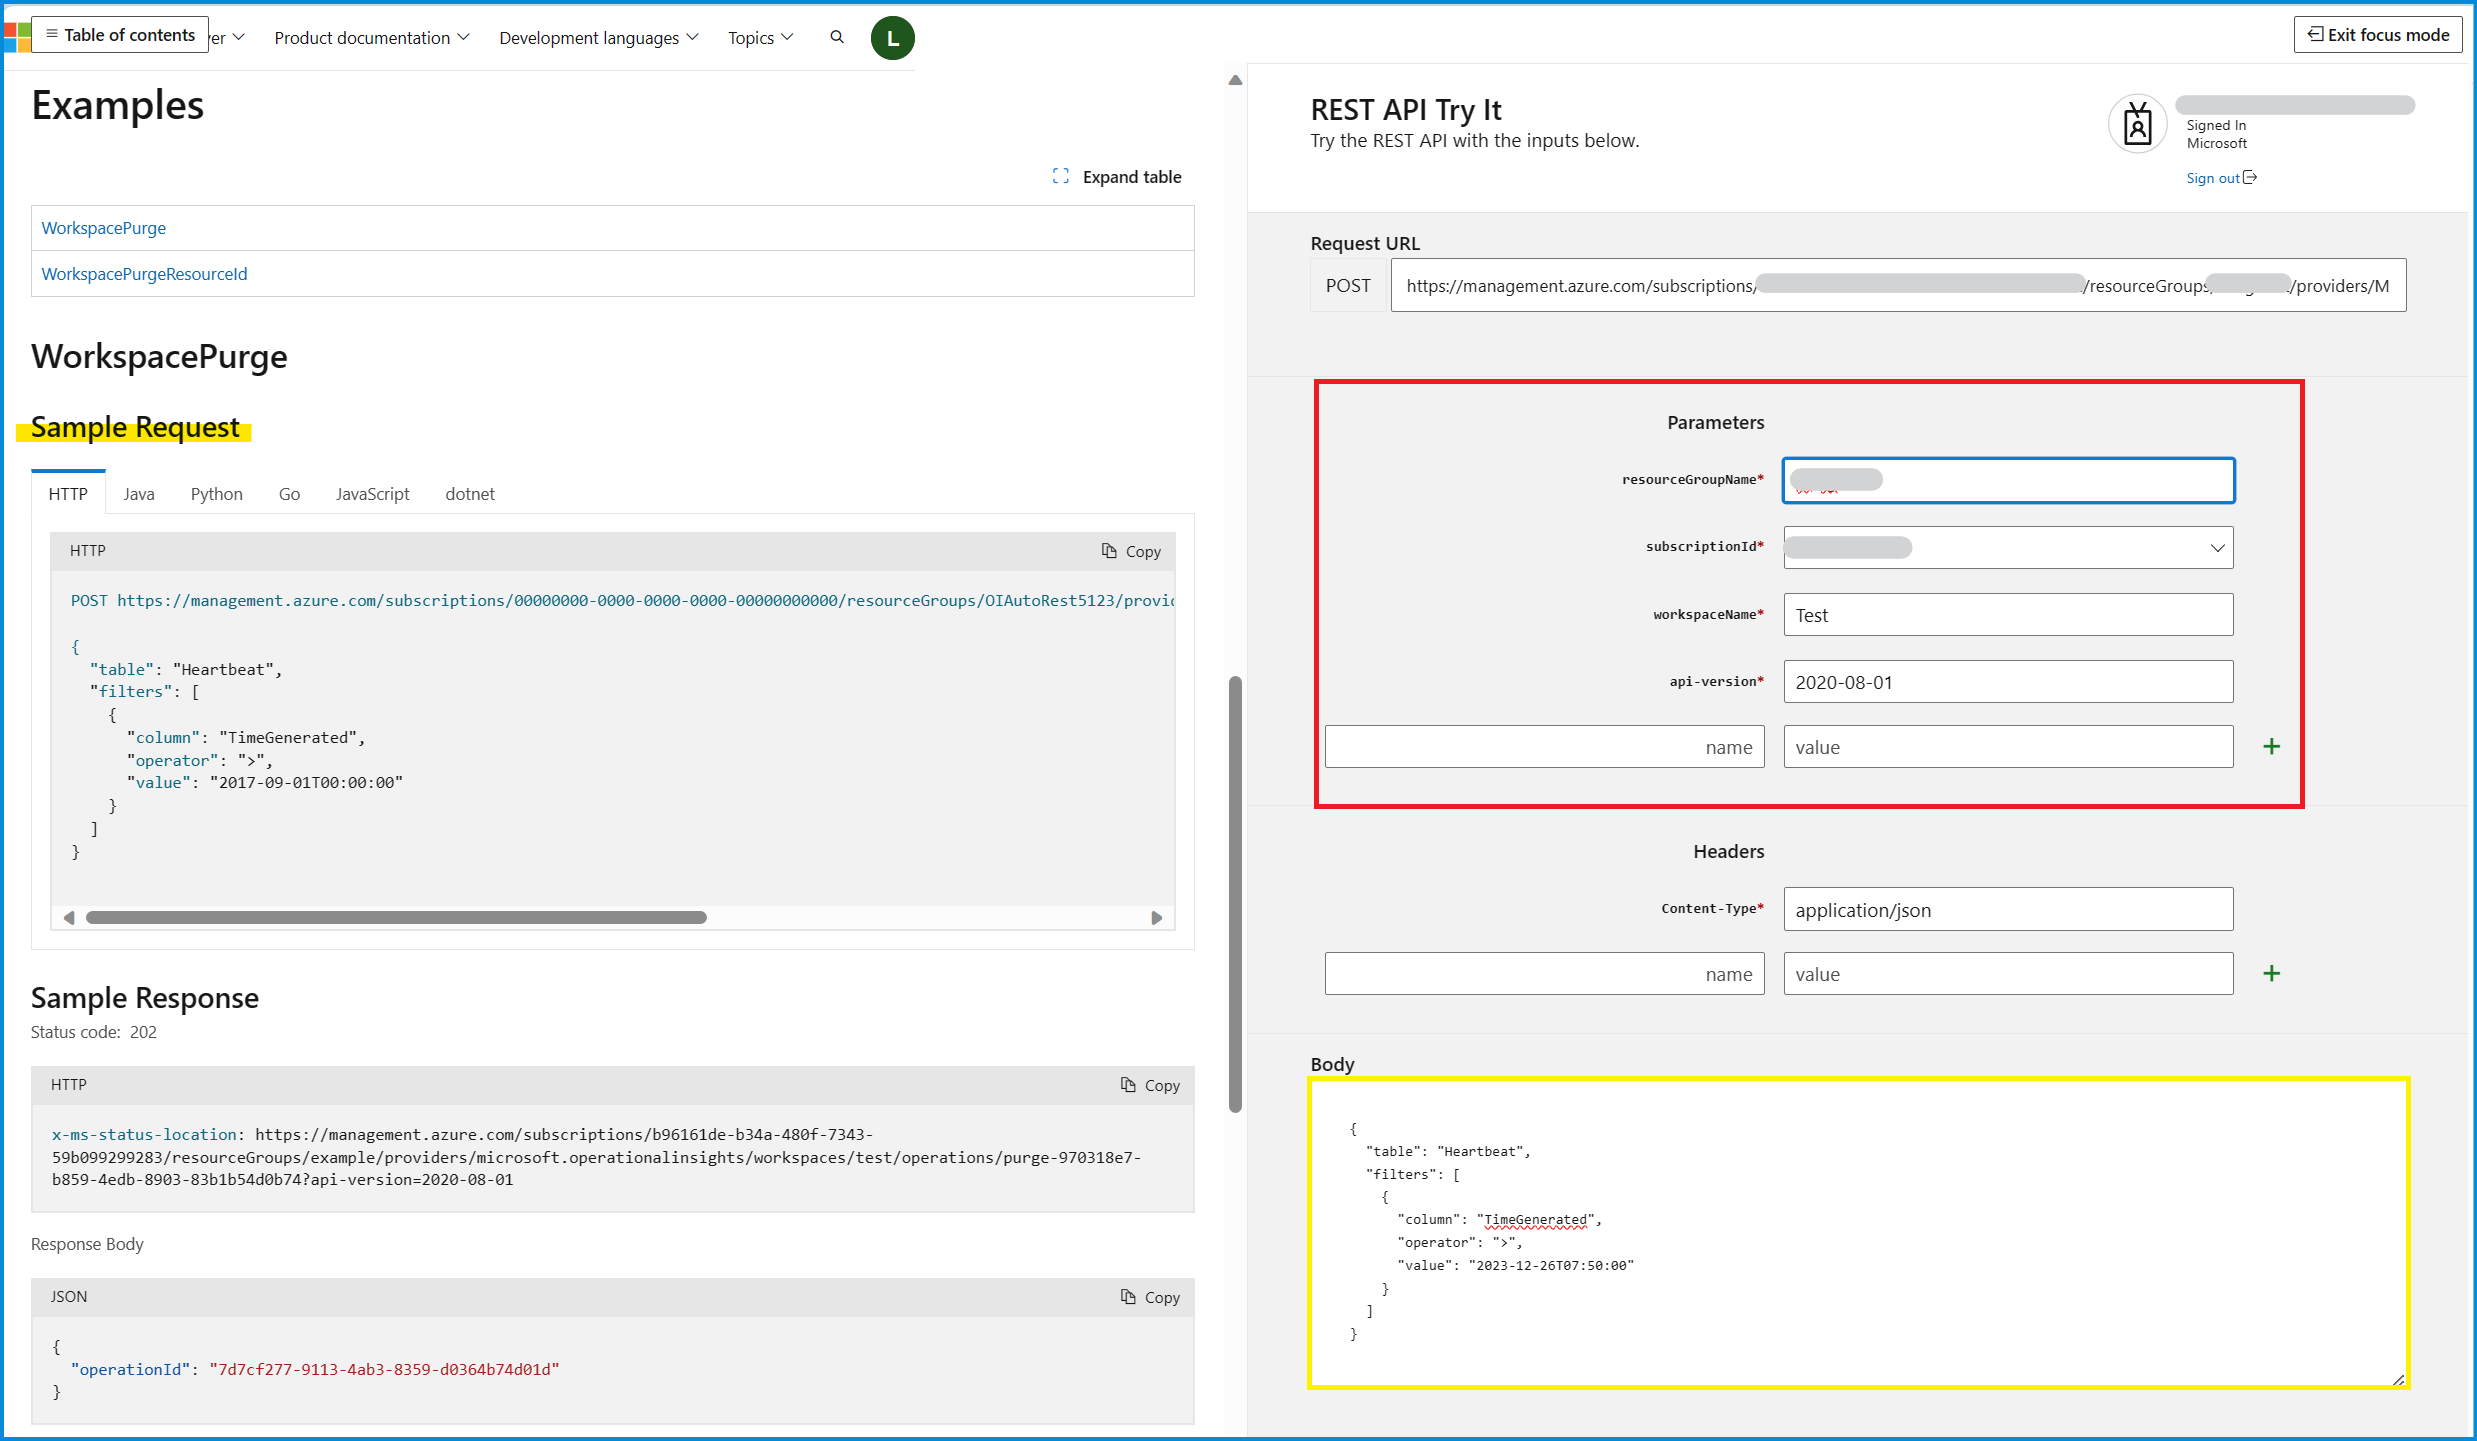 Table of contents
er
Product documentation
Development languages
Topics
L
Exit focus mode
Examples
Expand table
WorkspacePurge
WorkspacePurgeResourceId
WorkspacePurge
Sample Request
HTTP
Java
Python
Go
JavaScript
dotnet
HTTP
Copy
POST https://management.azure.com/subscriptions/00000000-0000-0000-0000-00000000000/resourceGroups/OIAutoRest5123/provid
{
"table": "Heartbeat",
"filters": [
{
"column": "TimeGenerated",
"operator": ">",
"value": "2017-09-01T00:00:00"
}
]
}
Sample Response
Status code: 202
HTTP
Copy
x-ms-status-location: https://management.azure.com/subscriptions/b96161de-b34a-480f-7343-
59b099299283/resourceGroups/example/providers/microsoft.operationalinsights/workspaces/test/operations/purge-970318e7-
b859-4edb-8903-83b1b54d0b74?api-version=2020-08-01
Response Body
JSON
Copy
{
"operationId": "7d7cf277-9113-4ab3-8359-d0364b74d01d"
}
REST API Try It
Try the REST API with the inputs below.
Signed In
Microsoft
Sign out
Request URL
POST
https://management.azure.com/subscriptions/ /resourceGroups/ /providers/M
Parameters
resourceGroupName*
subscriptionId*
workspaceName*
Test
api-version*
2020-08-01
name
value
+
Headers
Content-Type*
application/json
name
value
+
Body
{
"table": "Heartbeat",
"filters": [
{
"column": "TimeGenerated",
"operator": ">",
"value": "2023-12-26T07:50:00"
}
]
}